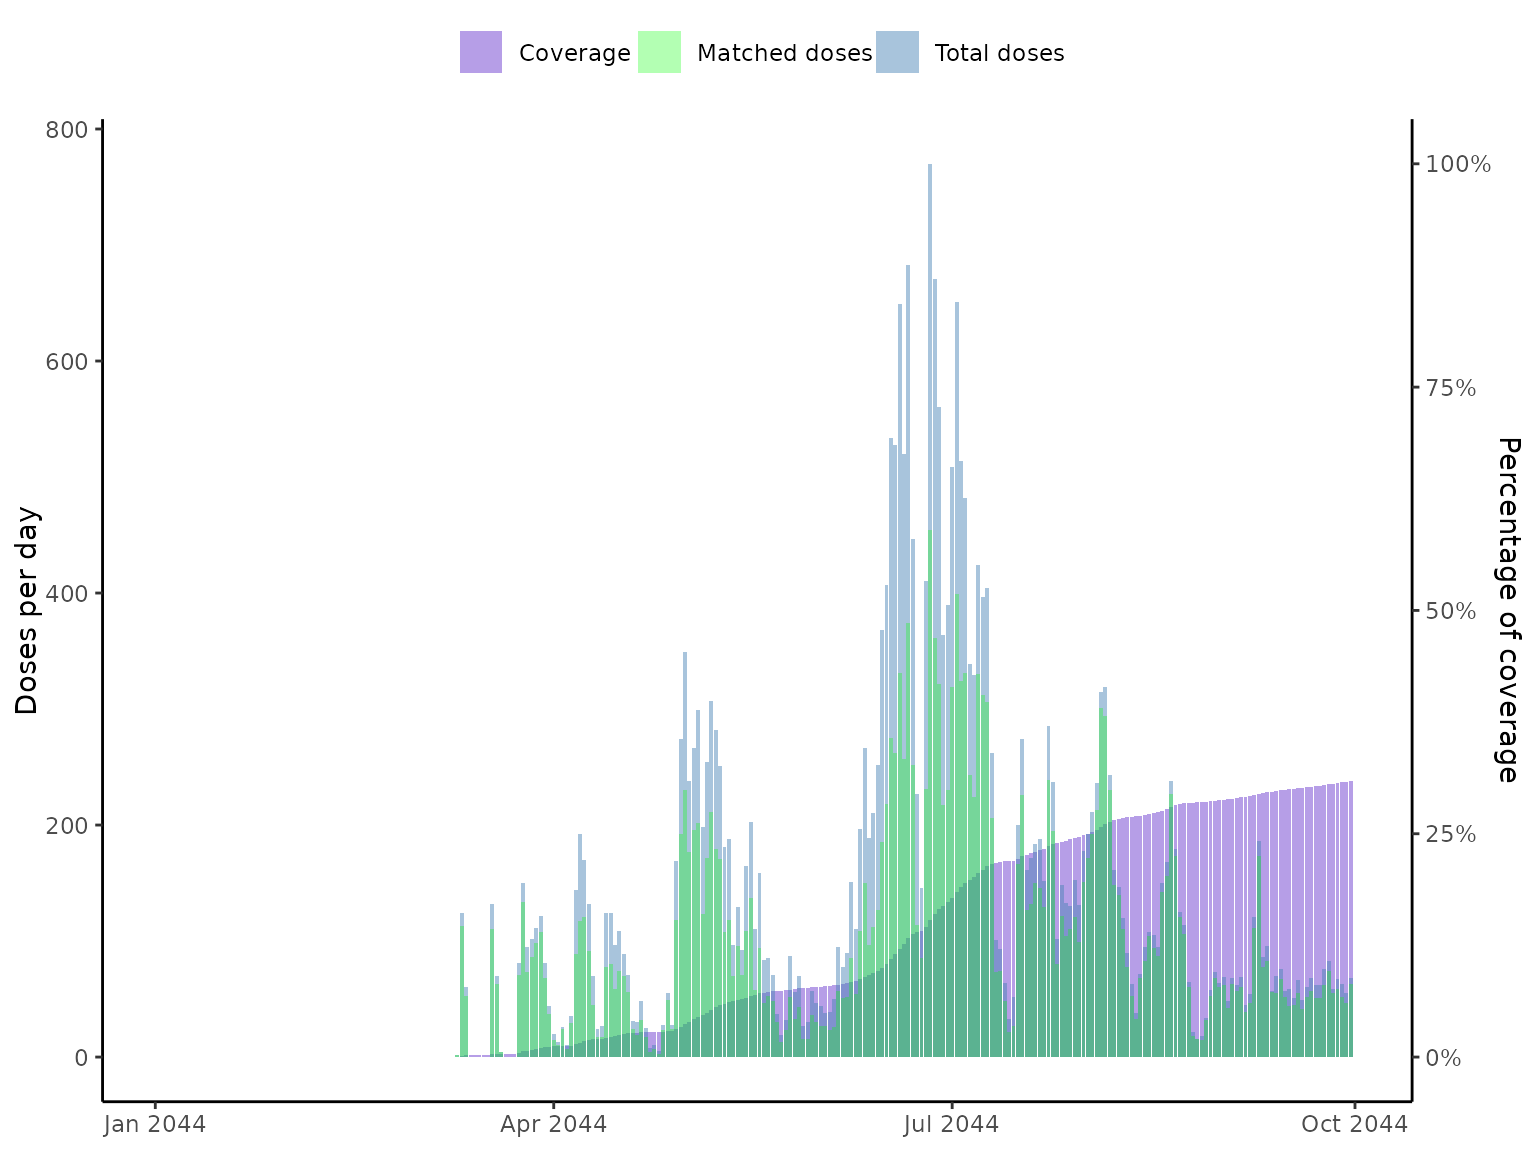 Coverage Matched doses Total doses
800
600
400
200
0
Doses per day
100%
75%
50%
25%
0%
Percentage of coverage
Jan 2044 Apr 2044 Jul 2044 Oct 2044